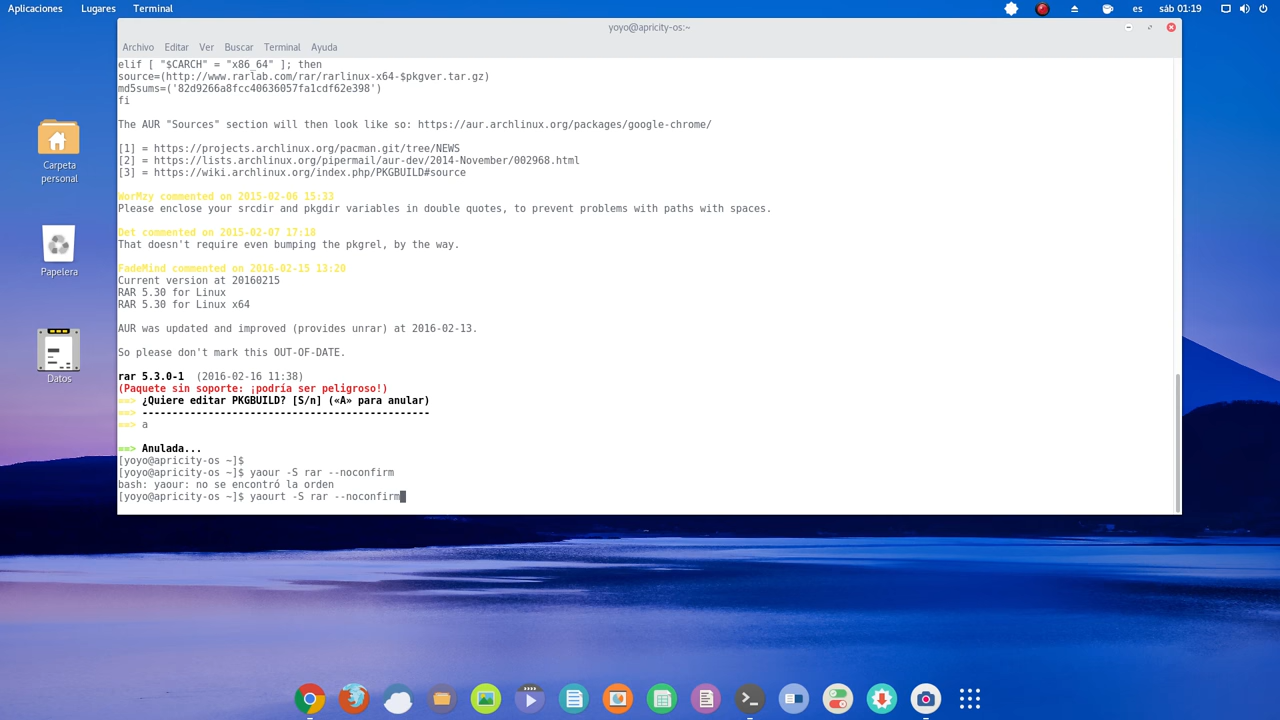 Aplicaciones Lugares Terminal es sáb 01:19
yoyo@apricity-os:~
Archivo Editar Ver Buscar Terminal Ayuda
elif [ "$CARCH" = "x86_64" ]; then
source=(http://www.rarlab.com/rar/rarlinux-x64-$pkgver.tar.gz)
md5sums=('82d9266a8fcc40636057fa1cdf62e398')
fi
The AUR "Sources" section will then look like so: https://aur.archlinux.org/packages/google-chrome/
[1] = https://projects.archlinux.org/pacman.git/tree/NEWS
[2] = https://lists.archlinux.org/pipermail/aur-dev/2014-November/002968.html
[3] = https://wiki.archlinux.org/index.php/PKGBUILD#source
WorMzy commented on 2015-02-06 15:33
Please enclose your srcdir and pkgdir variables in double quotes, to prevent problems with paths with spaces.
Det commented on 2015-02-07 17:18
That doesn't require even bumping the pkgrel, by the way.
FadeMind commented on 2016-02-15 13:20
Current version at 20160215
RAR 5.30 for Linux
RAR 5.30 for Linux x64
AUR was updated and improved (provides unrar) at 2016-02-13.
So please don't mark this OUT-OF-DATE.
rar 5.3.0-1 (2016-02-16 11:38)
(Paquete sin soporte: ¡podría ser peligroso!)
==> ¿Quiere editar PKGBUILD? [S/n] («A» para anular)
==> ------------------------------------------------
==> a
==> Anulada...
[yoyo@apricity-os ~]$
[yoyo@apricity-os ~]$ yaour -S rar --noconfirm
bash: yaour: no se encontró la orden
[yoyo@apricity-os ~]$ yaourt -S rar --noconfirm
Carpeta
personal
Papelera
Datos